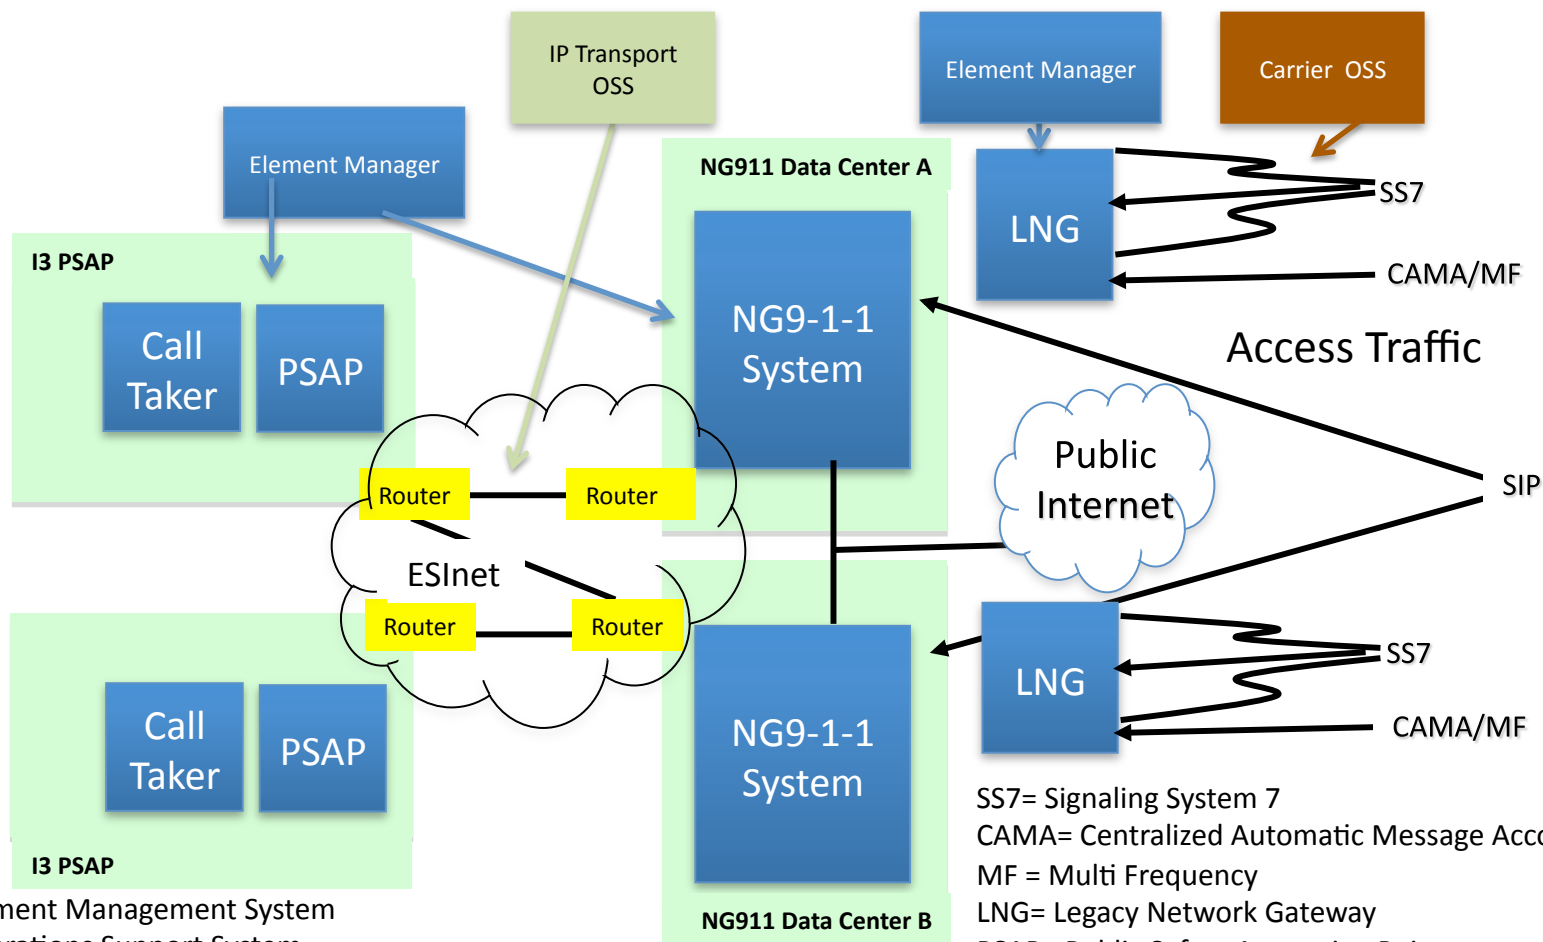 IP Transport
OSS
Element Manager
Carrier OSS
Element Manager
NG911 Data Center A
SS7
LNG
I3 PSAP
CAMA/MF
NG9-1-1
System
Call
Taker
PSAP
Access Traffic
Public
Internet
SIP
Router
Router
ESInet
Router
Router
SS7
LNG
CAMA/MF
Call
Taker
PSAP
NG9-1-1
System
SS7= Signaling System 7
CAMA= Centralized Automatic Message
MF = Multi Frequency
LNG= Legacy Network Gateway
I3 PSAP
Management System
Support System
NG911 Data Center B